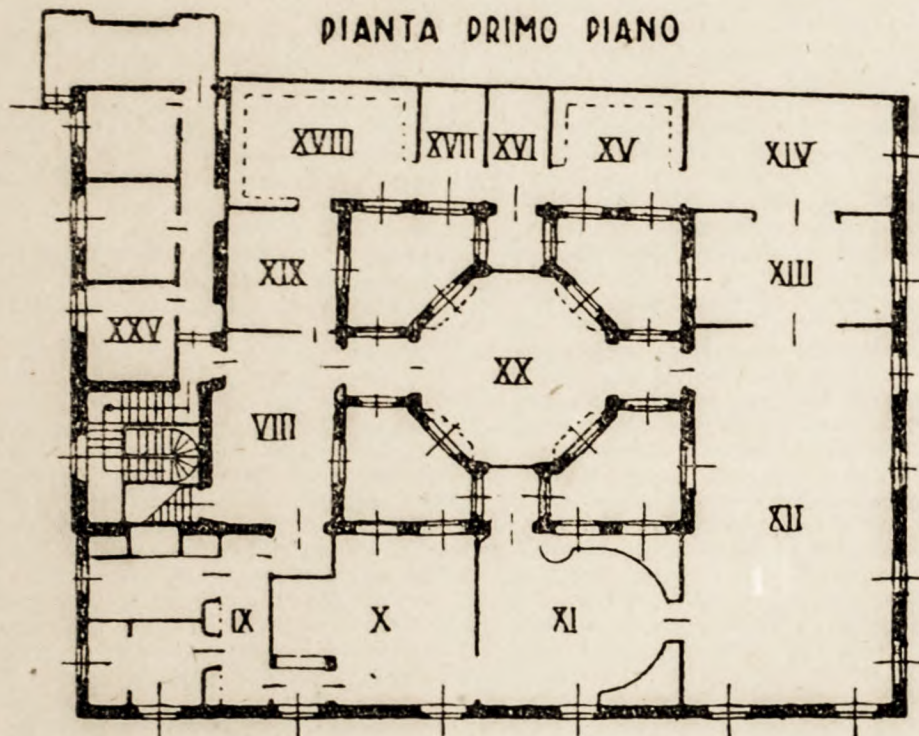 PIANTA PRIMO PIANO
XVIII XVII XVI XV XIV
XIX XIII
XXV XX
VIII XII
IX X XI